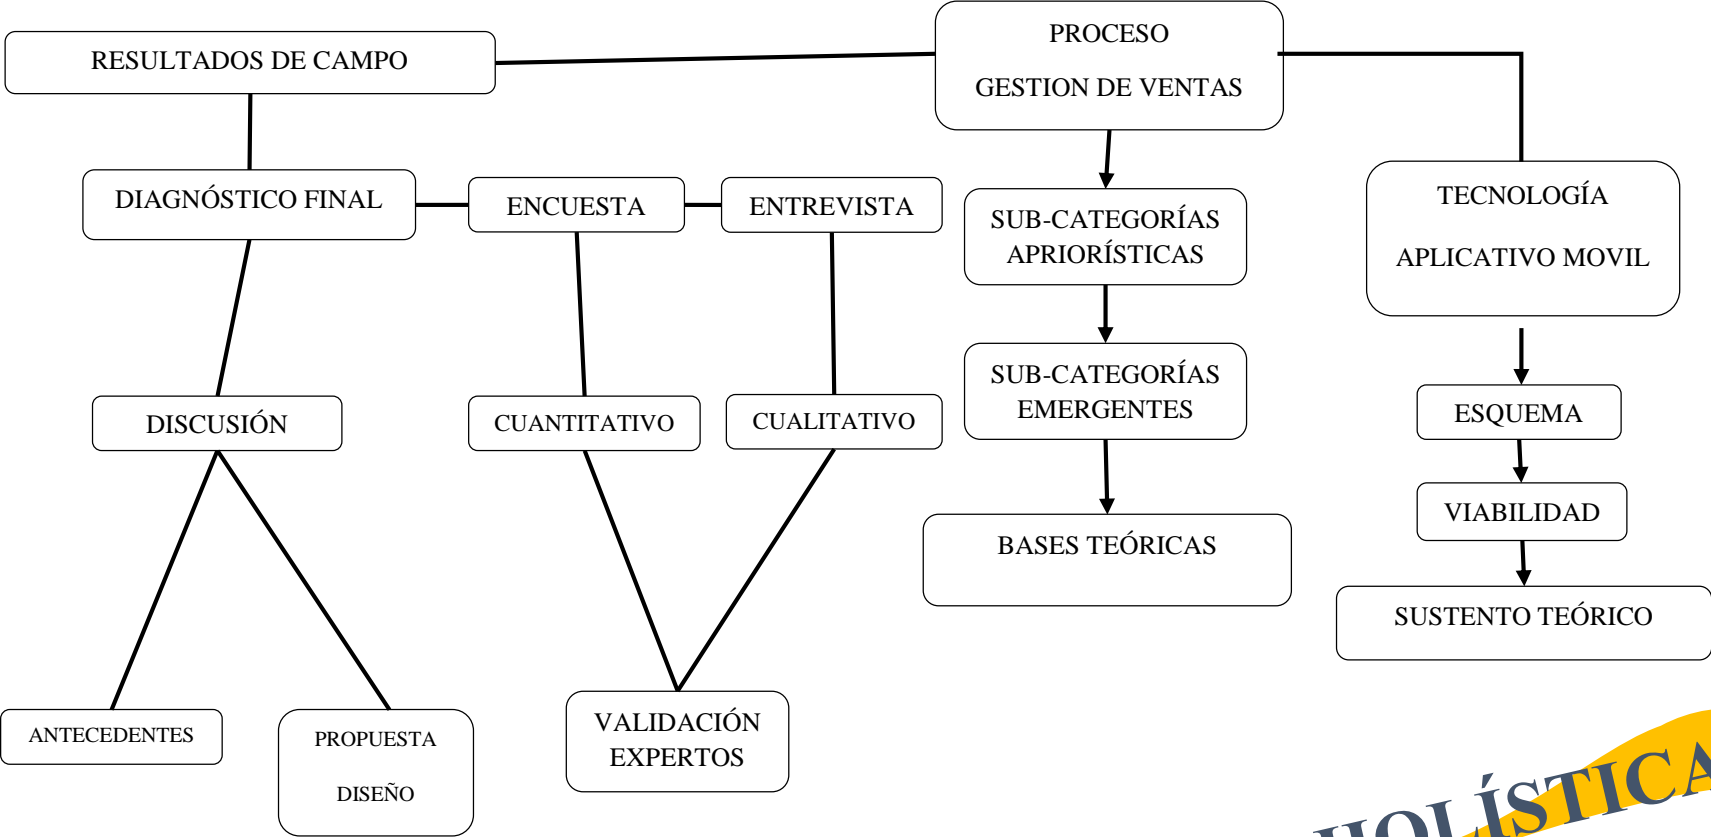 PROCESO
GESTION DE VENTAS
RESULTADOS DE CAMPO
DIAGNÓSTICO FINAL
ENCUESTA
ENTREVISTA
SUB-CATEGORÍAS
APRIORÍSTICAS
TECNOLOGÍA
APLICATIVO MOVIL
DISCUSIÓN
CUANTITATIVO
CUALITATIVO
SUB-CATEGORÍAS
EMERGENTES
ESQUEMA
VIABILIDAD
BASES TEÓRICAS
SUSTENTO TEÓRICO
ANTECEDENTES
PROPUESTA
DISEÑO
VALIDACIÓN
EXPERTOS
HOLÍSTICA